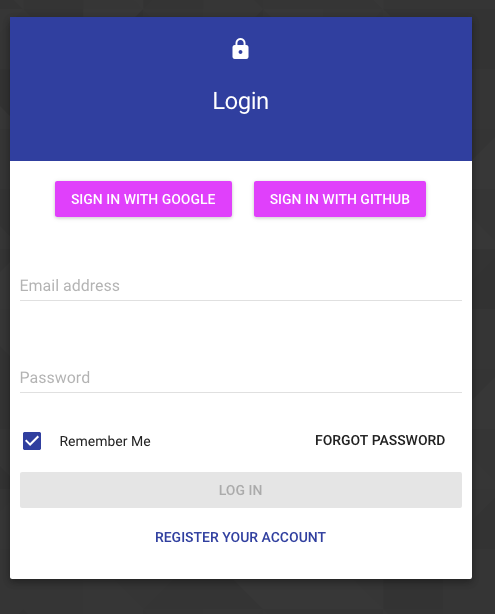 Login
SIGN IN WITH GOOGLE SIGN IN WITH GITHUB
Email address
Password
Remember Me FORGOT PASSWORD
LOG IN
REGISTER YOUR ACCOUNT